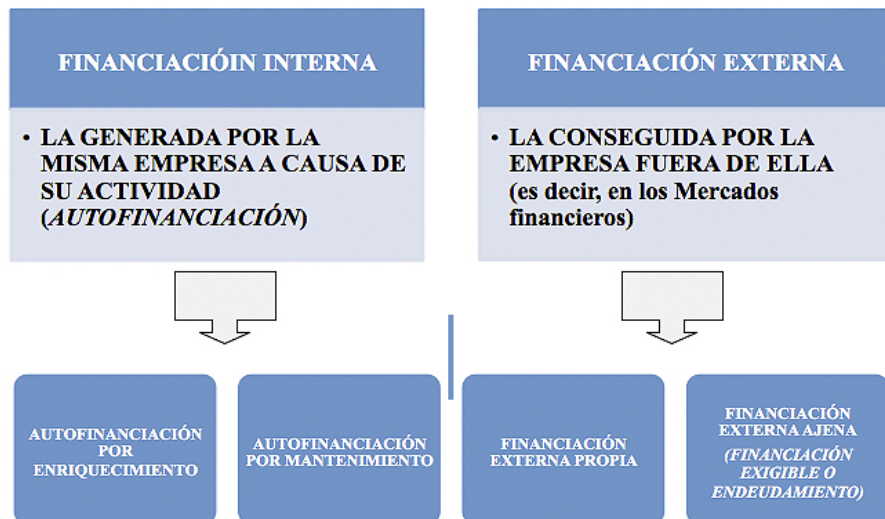 FINANCIACIÓIN INTERNA
• LA GENERADA POR LA
MISMA EMPRESA A CAUSA DE
SU ACTIVIDAD
(AUTOFINANCIACIÓN)
FINANCIACIÓN EXTERNA
• LA CONSEGUIDA POR LA
EMPRESA FUERA DE ELLA
(es decir, en los Mercados
financieros)
AUTOFINANCIACIÓN
POR
ENRIQUECIMIENTO
AUTOFINANCIACIÓN
POR MANTENIMIENTO
FINANCIACIÓN
EXTERNA PROPIA
FINANCIACIÓN
EXTERNA AJENA
(FINANCIACIÓN
EXIGIBLE O
ENDEUDAMIENTO)